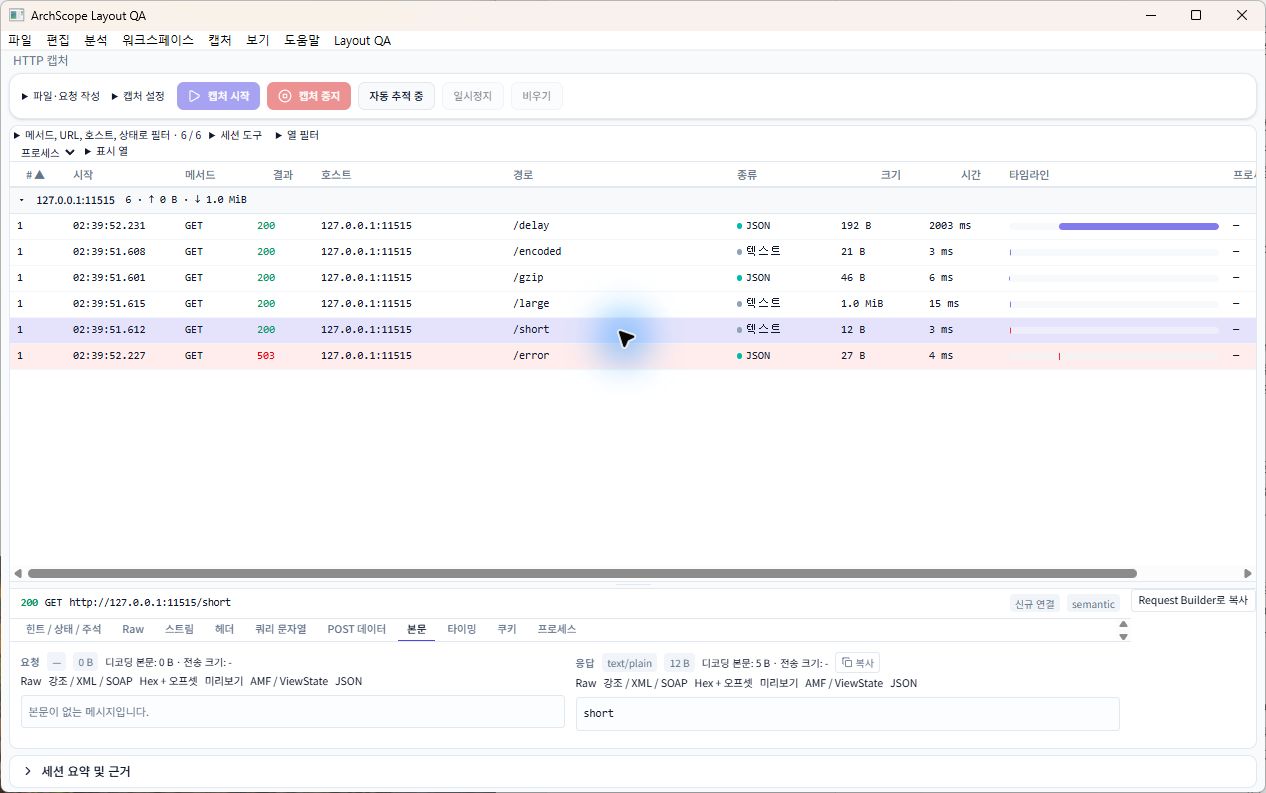 ArchScope Layout QA
파일 편집 분석 워크스페이스 캡처 보기 도움말 Layout QA
HTTP 캡처
▶ 파일·요청 작성 ▶ 캡처 설정 캡처 시작 캡처 중지 자동 추적 중 일시정지 비우기
▶ 메서드, URL, 호스트, 상태로 필터 · 6 / 6 ▶ 세션 도구 ▶ 열 필터
프로세스 ▶ 표시 열
# ▲ 시작 메서드 결과 호스트 경로 종류 크기 시간 타임라인 프로세
127.0.0.1:11515 6 · ↑ 0 B · ↓ 1.0 MiB
1 02:39:52.231 GET 200 127.0.0.1:11515 /delay JSON 192 B 2003 ms –
1 02:39:51.608 GET 200 127.0.0.1:11515 /encoded 텍스트 21 B 3 ms –
1 02:39:51.601 GET 200 127.0.0.1:11515 /gzip JSON 46 B 6 ms –
1 02:39:51.615 GET 200 127.0.0.1:11515 /large 텍스트 1.0 MiB 15 ms –
1 02:39:51.612 GET 200 127.0.0.1:11515 /short 텍스트 12 B 3 ms –
1 02:39:52.227 GET 503 127.0.0.1:11515 /error JSON 27 B 4 ms –
200 GET http://127.0.0.1:11515/short 신규 연결 semantic Request Builder로 복사
힌트 / 상태 / 주석 Raw 스트림 헤더 쿼리 문자열 POST 데이터 본문 타이밍 쿠키 프로세스
요청 — 0 B 디코딩 본문: 0 B · 전송 크기: -
Raw 강조 / XML / SOAP Hex + 오프셋 미리보기 AMF / ViewState JSON
본문이 없는 메시지입니다.
응답 text/plain 12 B 디코딩 본문: 5 B · 전송 크기: - 복사
Raw 강조 / XML / SOAP Hex + 오프셋 미리보기 AMF / ViewState JSON
short
세션 요약 및 근거